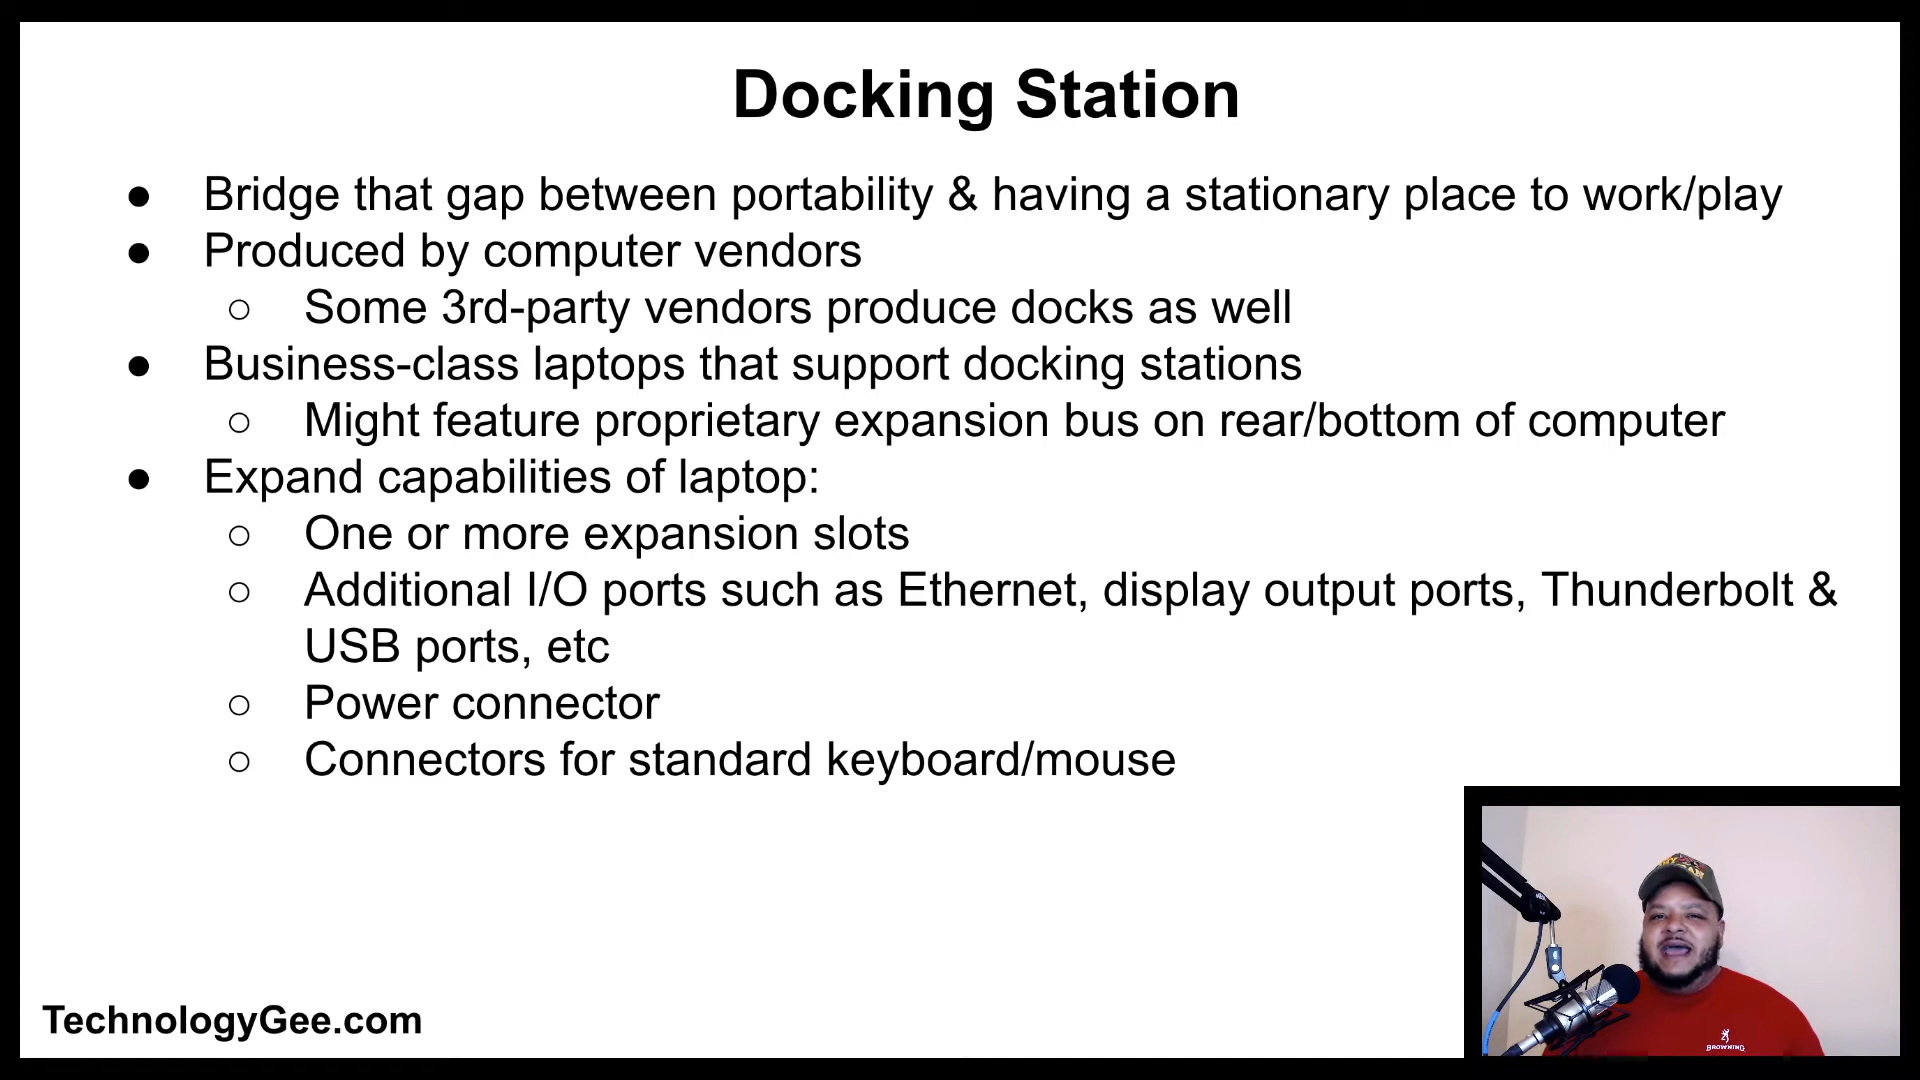 Docking Station
● Bridge that gap between portability & having a stationary place to work/play
● Produced by computer vendors
○ Some 3rd-party vendors produce docks as well
● Business-class laptops that support docking stations
○ Might feature proprietary expansion bus on rear/bottom of computer
● Expand capabilities of laptop:
○ One or more expansion slots
○ Additional I/O ports such as Ethernet, display output ports, Thunderbolt &
USB ports, etc
○ Power connector
○ Connectors for standard keyboard/mouse
TechnologyGee.com
BROWNING